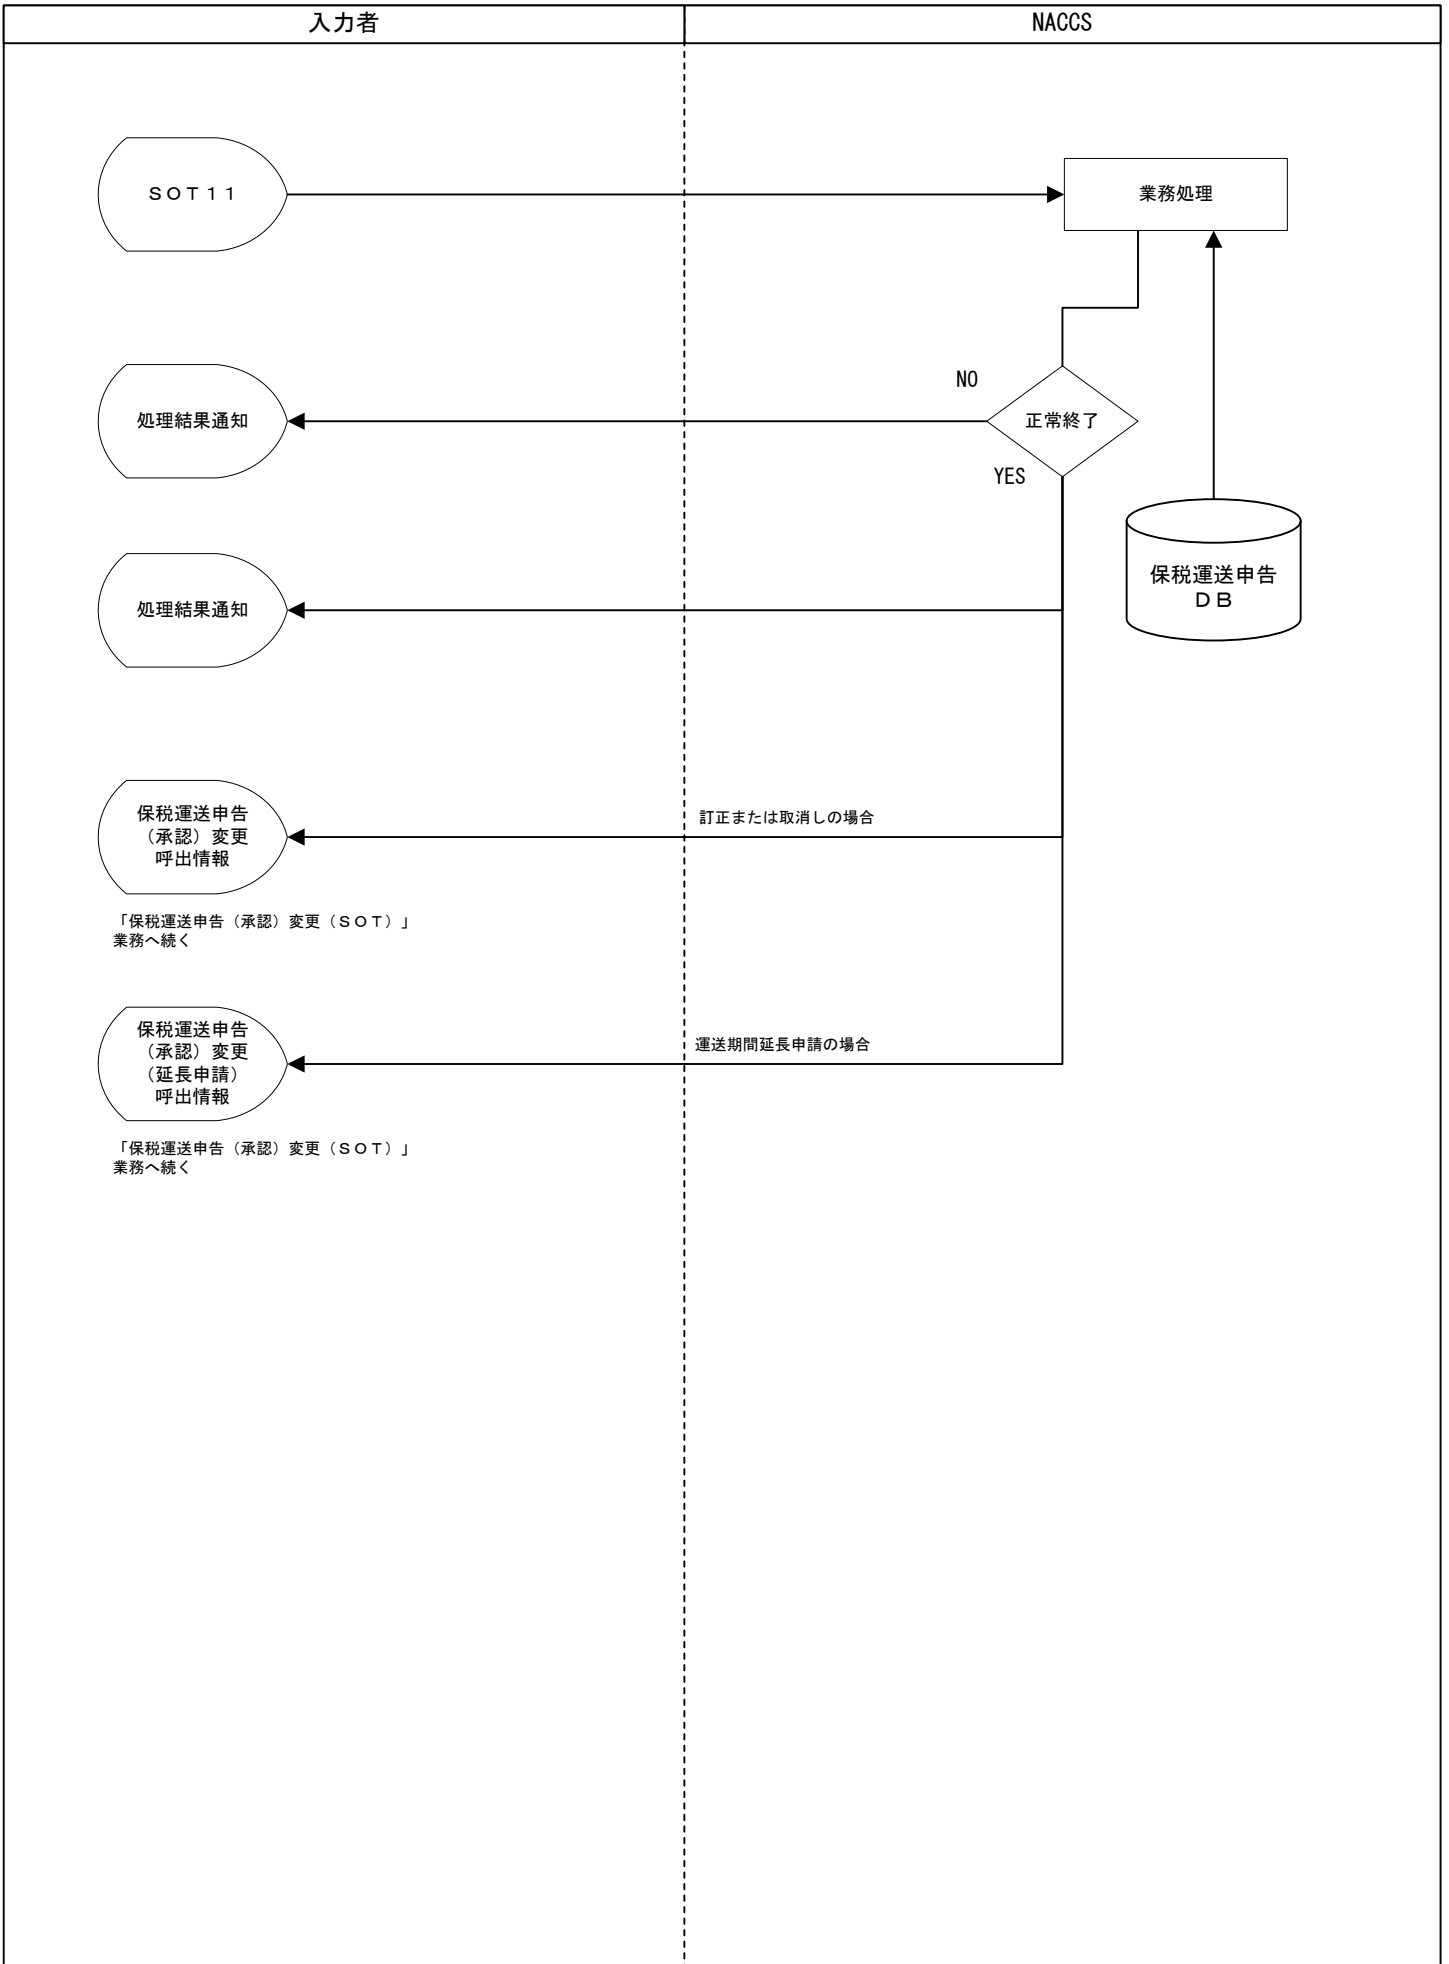 入力者
NACCS
ＳＯＴ１１
業務処理
NO
処理結果通知
正常終了
YES
処理結果通知
保税運送申告
ＤＢ
保税運送申告
（承認）変更
呼出情報
訂正または取消しの場合
「保税運送申告（承認）変更（ＳＯＴ）」
業務へ続く
保税運送申告
（承認）変更
（延長申請）
呼出情報
運送期間延長申請の場合
「保税運送申告（承認）変更（ＳＯＴ）」
業務へ続く